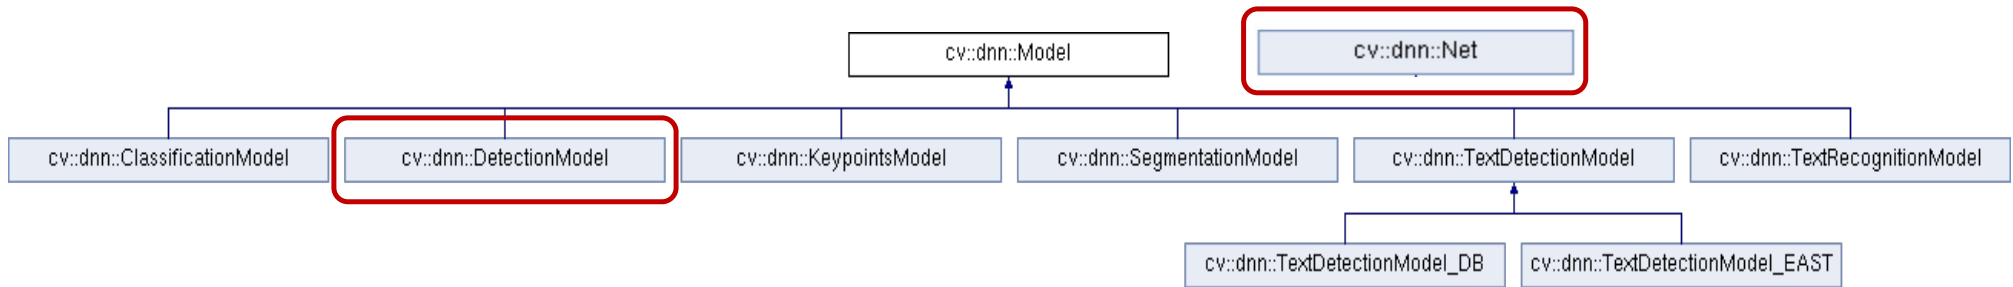 cv::dnn::Model
cv::dnn::Net
cv::dnn::ClassificationModel
cv::dnn::DetectionModel
cv::dnn::KeypointsModel
cv::dnn::SegmentationModel
cv::dnn::TextDetectionModel
cv::dnn::TextRecognitionModel
cv::dnn::TextDetectionModel_DB
cv::dnn::TextDetectionModel_EAST